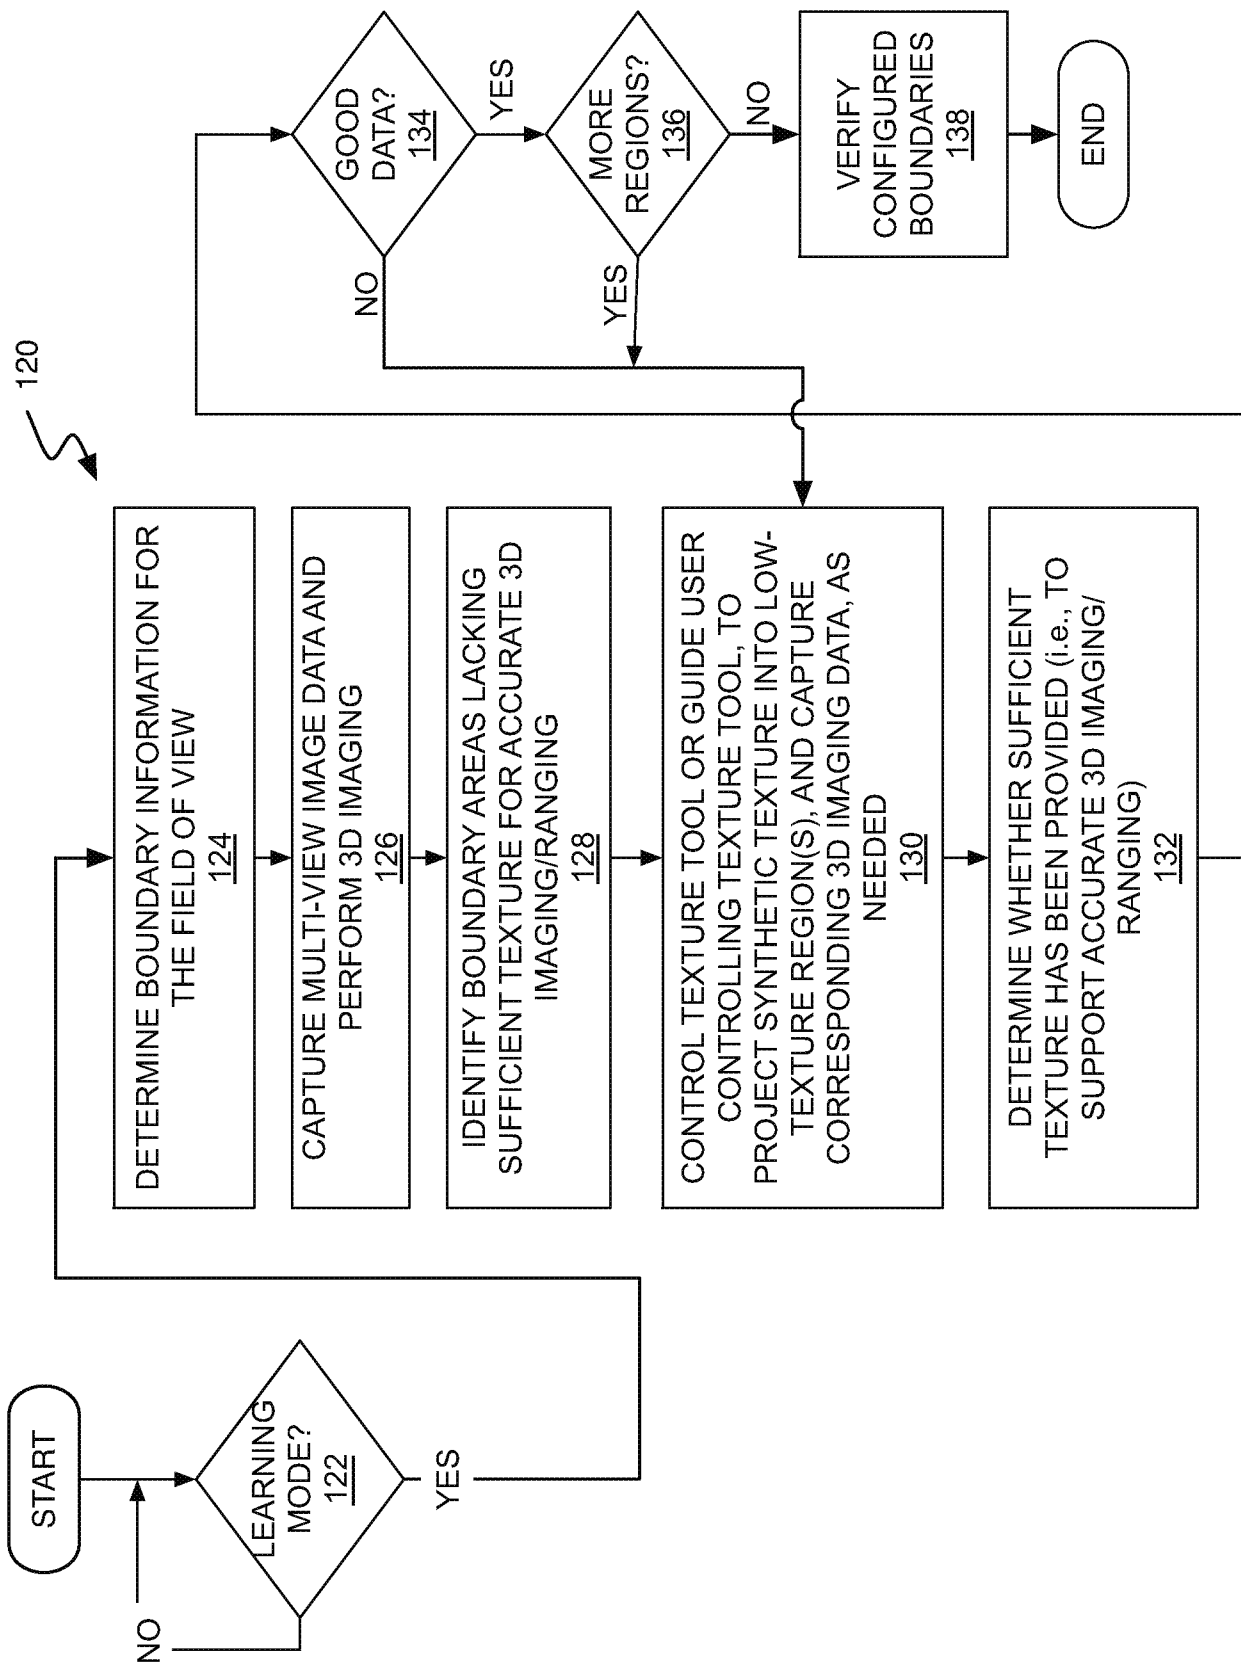 120
START
NO
LEARNING
MODE?
122
YES
DETERMINE BOUNDARY INFORMATION FOR
THE FIELD OF VIEW
124
CAPTURE MULTI-VIEW IMAGE DATA AND
PERFORM 3D IMAGING
126
IDENTIFY BOUNDARY AREAS LACKING
SUFFICIENT TEXTURE FOR ACCURATE 3D
IMAGING/RANGING
128
CONTROL TEXTURE TOOL OR GUIDE USER
CONTROLLING TEXTURE TOOL, TO
PROJECT SYNTHETIC TEXTURE INTO LOW-
TEXTURE REGION(S), AND CAPTURE
CORRESPONDING 3D IMAGING DATA, AS
NEEDED
130
DETERMINE WHETHER SUFFICIENT
TEXTURE HAS BEEN PROVIDED (i.e., TO
SUPPORT ACCURATE 3D IMAGING/
RANGING)
132
GOOD
DATA?
134
NO
YES
MORE
REGIONS?
136
YES
NO
VERIFY
CONFIGURED
BOUNDARIES
138
END